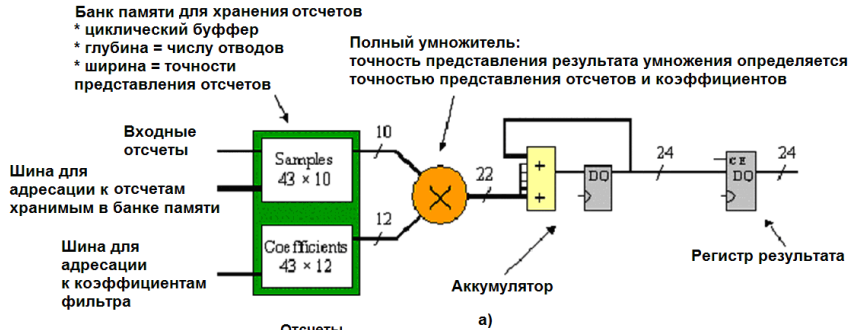 Банк памяти для хранения отсчетов
* циклический буффер
* глубина = числу отводов
* ширина = точности
представления отсчетов
Полный умножитель:
точность представления результата умножения определяется
точностью представления отсчетов и коэффициентов
Входные
отсчеты
Шина для
адресации к отсчетам
хранимым в банке памяти
Шина для
адресации
к коэффициентам
фильтра
Samples
43 × 10
Coefficients
43 × 12
10
12
22
+
+
DQ
24
CE
DQ
24
Аккумулятор
Регистр результата
Отсчеты
а)